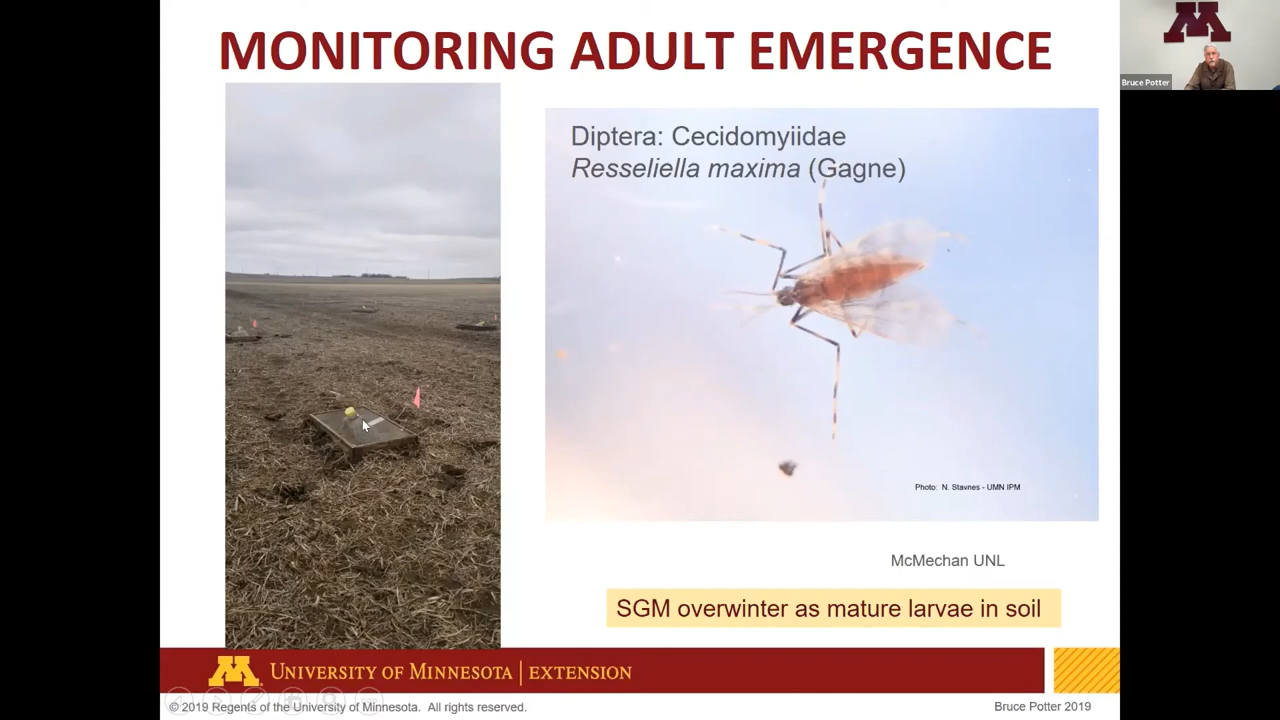 MONITORING ADULT EMERGENCE
Bruce Potter
Diptera: Cecidomyiidae
Resseliella maxima (Gagne)
Photo: N. Stavnes - UMN IPM
McMechan UNL
SGM overwinter as mature larvae in soil
UNIVERSITY OF MINNESOTA | EXTENSION
© 2019 Regents of the University of Minnesota. All rights reserved.
Bruce Potter 2019